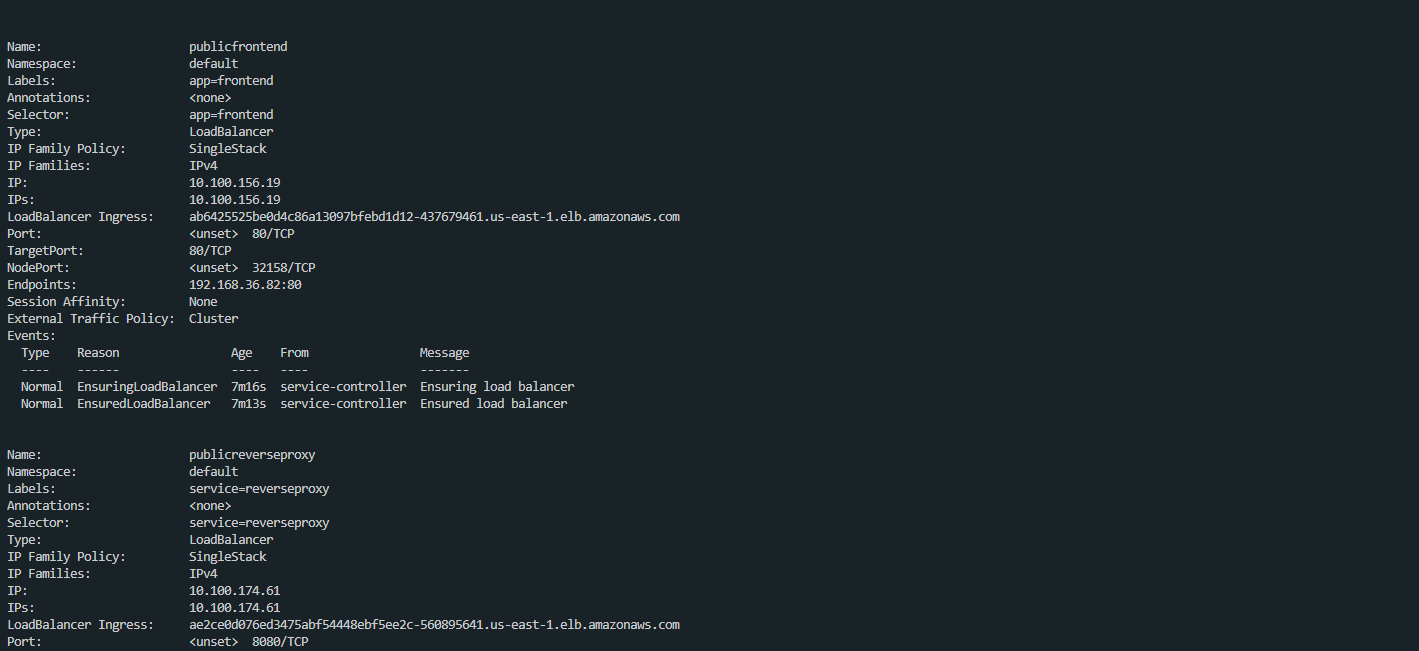 Name: publicfrontend
Namespace: default
Labels: app=frontend
Annotations: <none>
Selector: app=frontend
Type: LoadBalancer
IP Family Policy: SingleStack
IP Families: IPv4
IP: 10.100.156.19
IPs: 10.100.156.19
LoadBalancer Ingress: ab6425525be0d4c86a13097bfebd1d12-437679461.us-east-1.elb.amazonaws.com
Port: <unset> 80/TCP
TargetPort: 80/TCP
NodePort: <unset> 32158/TCP
Endpoints: 192.168.36.82:80
Session Affinity: None
External Traffic Policy: Cluster
Events:
Type Reason Age From Message
---- ------ ---- ---- -------
Normal EnsuringLoadBalancer 7m16s service-controller Ensuring load balancer
Normal EnsuredLoadBalancer 7m13s service-controller Ensured load balancer
Name: publicreverseproxy
Namespace: default
Labels: service=reverseproxy
Annotations: <none>
Selector: service=reverseproxy
Type: LoadBalancer
IP Family Policy: SingleStack
IP Families: IPv4
IP: 10.100.174.61
IPs: 10.100.174.61
LoadBalancer Ingress: ae2ce0d076ed3475abf54448ebf5ee2c-560895641.us-east-1.elb.amazonaws.com
Port: <unset> 8080/TCP